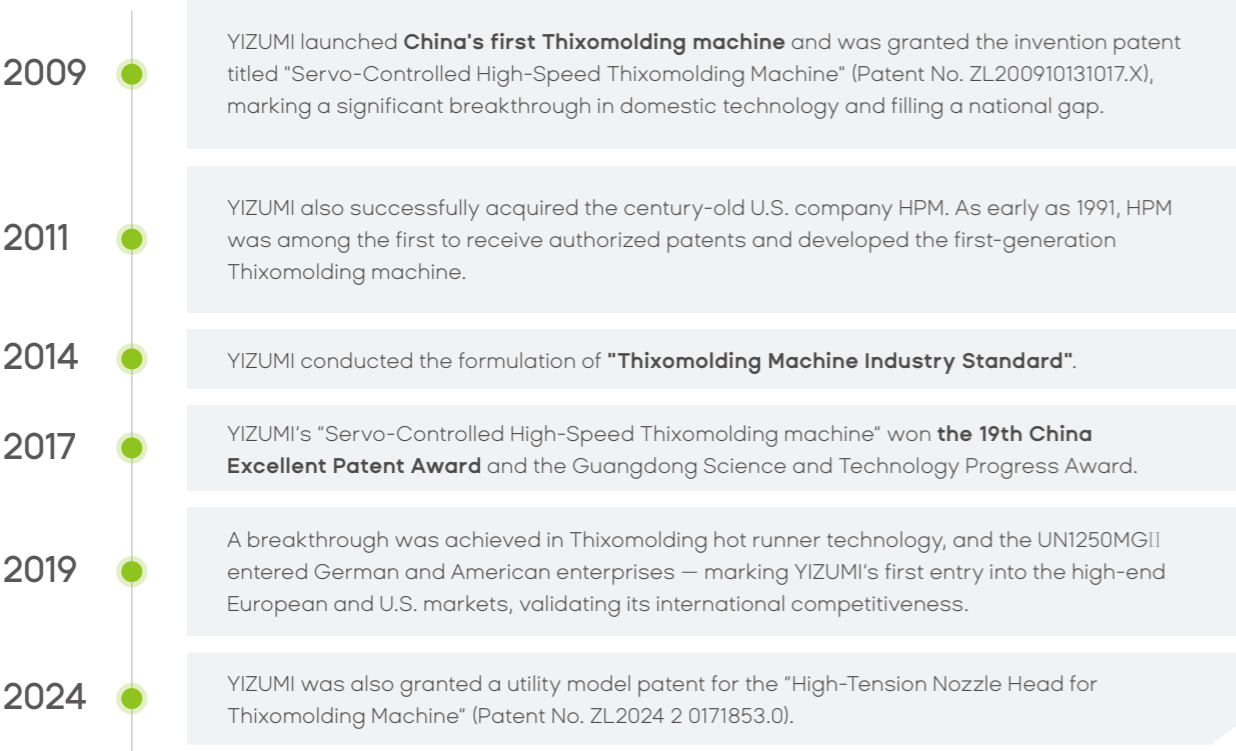 2009
YIZUMI launched China's first Thixomolding machine and was granted the invention patent
titled "Servo-Controlled High-Speed Thixomolding Machine" (Patent No. ZL200910131017.X),
marking a significant breakthrough in domestic technology and filling a national gap.
2011
YIZUMI also successfully acquired the century-old U.S. company HPM. As early as 1991, HPM
was among the first to receive authorized patents and developed the first-generation
Thixomolding machine.
2014
YIZUMI conducted the formulation of "Thixomolding Machine Industry Standard".
2017
YIZUMI's "Servo-Controlled High-Speed Thixomolding machine" won the 19th China
Excellent Patent Award and the Guangdong Science and Technology Progress Award.
2019
A breakthrough was achieved in Thixomolding hot runner technology, and the UN1250MGII
entered German and American enterprises — marking YIZUMI's first entry into the high-end
European and U.S. markets, validating its international competitiveness.
2024
YIZUMI was also granted a utility model patent for the "High-Tension Nozzle Head for
Thixomolding Machine" (Patent No. ZL2024 2 0171853.0).